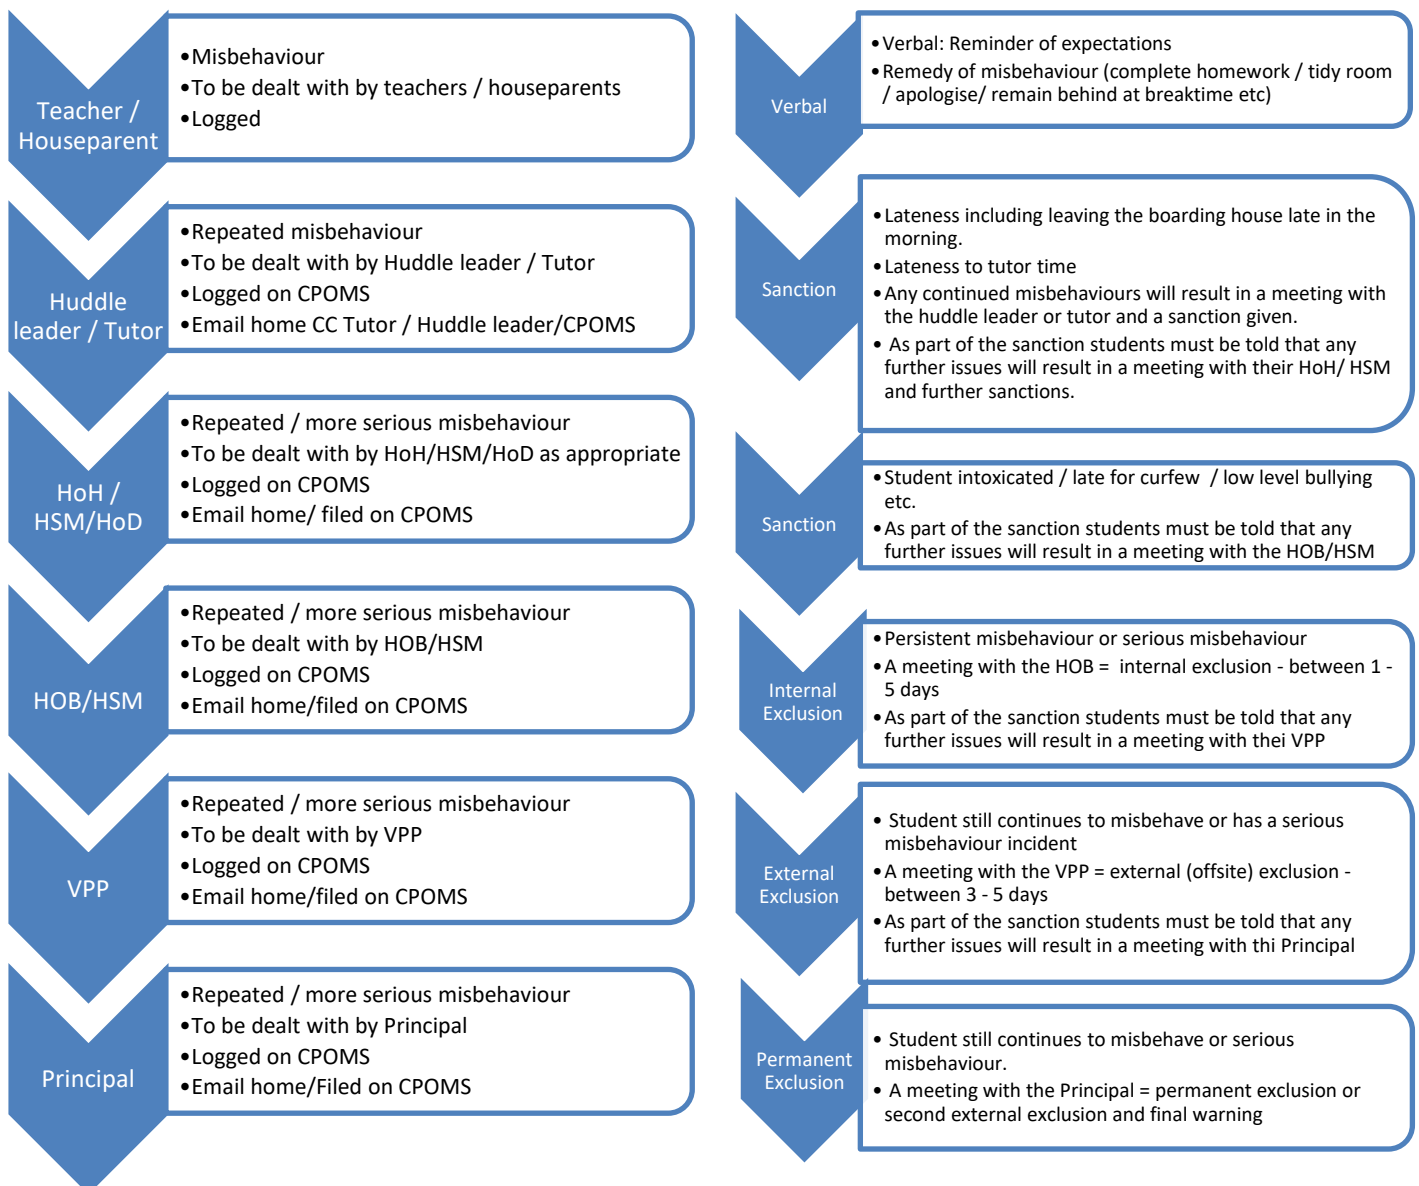 Teacher /
Houseparent
•Misbehaviour
•To be dealt with by teachers / houseparents
•Logged
Huddle
leader / Tutor
•Repeated misbehaviour
•To be dealt with by Huddle leader / Tutor
•Logged on CPOMS
•Email home CC Tutor / Huddle leader/CPOMS
HoH /
HSM/HoD
•Repeated / more serious misbehaviour
•To be dealt with by HoH/HSM/HoD as appropriate
•Logged on CPOMS
•Email home/ filed on CPOMS
HOB/HSM
•Repeated / more serious misbehaviour
•To be dealt with by HOB/HSM
•Logged on CPOMS
•Email home/filed on CPOMS
VPP
•Repeated / more serious misbehaviour
•To be dealt with by VPP
•Logged on CPOMS
•Email home/filed on CPOMS
Principal
•Repeated / more serious misbehaviour
•To be dealt with by Principal
•Logged on CPOMS
•Email home/Filed on CPOMS
Verbal
•Verbal: Reminder of expectations
•Remedy of misbehaviour (complete homework / tidy room
/ apologise/ remain behind at breaktime etc)
Sanction
•Lateness including leaving the boarding house late in the
morning.
•Lateness to tutor time
•Any continued misbehaviours will result in a meeting with
the huddle leader or tutor and a sanction given.
• As part of the sanction students must be told that any
further issues will result in a meeting with their HoH/ HSM
and further sanctions.
Sanction
•Student intoxicated / late for curfew / low level bullying
etc.
•As part of the sanction students must be told that any
further issues will result in a meeting with the HOB/HSM
Internal
Exclusion
•Persistent misbehaviour or serious misbehaviour
•A meeting with the HOB = internal exclusion - between 1 -
5 days
•As part of the sanction students must be told that any
further issues will result in a meeting with thei VPP
External
Exclusion
• Student still continues to misbehave or has a serious
misbehaviour incident
•A meeting with the VPP = external (offsite) exclusion -
between 3 - 5 days
•As part of the sanction students must be told that any
further issues will result in a meeting with thi Principal
Permanent
Exclusion
• Student still continues to misbehave or serious
misbehaviour.
• A meeting with the Principal = permanent exclusion or
second external exclusion and final warning